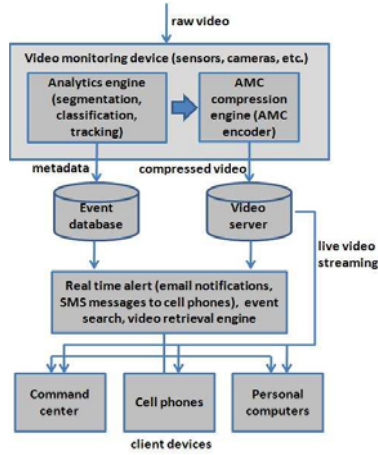 raw video
Video monitoring device (sensors, cameras, etc.)
Analytics engine
(segmentation,
classification,
tracking)
AMC
compression
engine (AMC
encoder)
metadata
compressed video
Event
database
Video
server
live video
streaming
Real time alert (email notifications,
SMS messages to cell phones), event
search, video retrieval engine
Command
center
Cell phones
Personal
computers
client devices